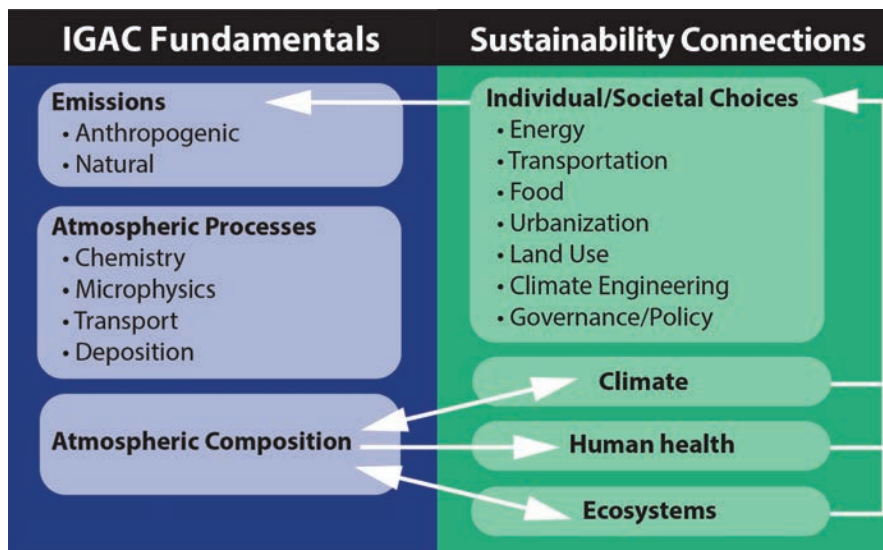 IGAC Fundamentals
Emissions
• Anthropogenic
• Natural
Atmospheric Processes
• Chemistry
• Microphysics
• Transport
• Deposition
Atmospheric Composition
Sustainability Connections
Individual/Societal Choices
• Energy
• Transportation
• Food
• Urbanization
• Land Use
• Climate Engineering
• Governance/Policy
Climate
Human health
Ecosystems